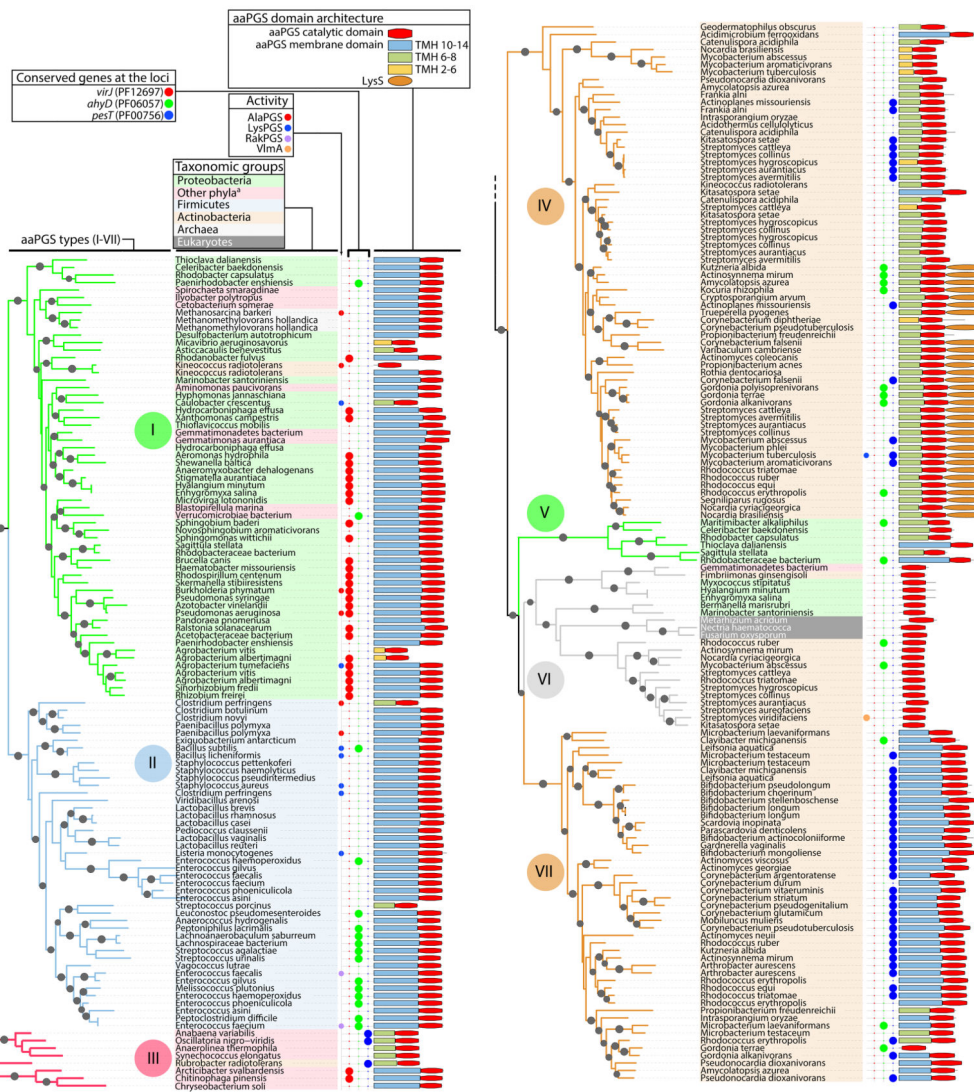 aaPGS domain architecture
aaPGS catalytic domain
aaPGS membrane domain
TMH 10-14
TMH 6-8
TMH 2-6
LysS
Conserved genes at the loci
virJ (PF12697)
ahyD (PF06057)
pesT (PF00756)
Activity
AlaPGS
LysPGS
RakPGS
VlmA
Taxonomic groups
Proteobacteria
Other phylaª
Firmicutes
Actinobacteria
Archaea
Eukaryotes
aaPGS types (I-VII)
I
Thioclava dalianensis
Celeribacter baekdonensis
Rhodobacter capsulatus
Paenirhodobacter enshiensis
Spirochaeta smaragdinae
Ilyobacter polytropus
Cetobacterium somerae
Methanosarcina barkeri
Methanomethylovorans hollandica
Methanomethylovorans hollandica
Desulfobacter autotrophicum
Micavibrio aeruginosavorus
Asticcacaulis benevestitus
Rhodanobacter fulvus
Kineococcus radiotolerans
Kineococcus radiotolerans
Marinobacter santoriniensis
Aminomonas paucivorans
Hyphomonas jannaschiana
Caulobacter crescentus
Hydrocarboniphaga effusa
Xanthomonas campestris
Thioflavicoccus mobilis
Gemmatimonadetes bacterium
Gemmatimonas aurantiaca
Hydrocarboniphaga effusa
Aeromonas hydrophila
Shewanella baltica
Anaeromyxobacter dehalogenans
Stigmatella aurantiaca
Hyalangium minutum
Enhygromyxa salina
Microvirga lotononidis
Blastopirellula marina
Verrucomicrobiae bacterium
Sphingobium baderi
Novosphingobium aromaticivorans
Sphingomonas wittichii
Sagittula stellata
Rhodobacteraceae bacterium
Brucella canis
Haematobacter missouriensis
Rhodospirillum centenum
Skermanella stibiiresistens
Burkholderia phymatum
Pseudomonas syringae
Azotobacter vinelandii
Pseudomonas aeruginosa
Pandoraea pnomenusa
Ralstonia solanacearum
Acetobacteraceae bacterium
Paenirhodobacter enshiensis
Agrobacterium vitis
Agrobacterium albertimagni
Agrobacterium tumefaciens
Agrobacterium vitis
Agrobacterium albertimagni
Sinorhizobium fredii
Rhizobium freirei
II
Clostridium perfringens
Clostridium botulinum
Clostridium novyi
Paenibacillus polymyxa
Paenibacillus polymyxa
Exiguobacterium antarcticum
Bacillus subtilis
Bacillus licheniformis
Staphylococcus pettenkoferi
Staphylococcus haemolyticus
Staphylococcus pseudintermedius
Staphylococcus aureus
Clostridium perfringens
Viridibacillus arenosi
Lactobacillus brevis
Lactobacillus rhamnosus
Lactobacillus casei
Pediococcus claussenii
Lactobacillus vaginalis
Lactobacillus reuteri
Listeria monocytogenes
Enterococcus haemoperoxidus
Enterococcus gilvus
Enterococcus faecalis
Enterococcus faecium
Enterococcus phoeniculicola
Enterococcus asini
Streptococcus porcinus
Leuconostoc pseudomesenteroides
Anaerococcus hydrogenalis
Peptoniphilus lacrimalis
Lachnoanaerobaculum saburreum
Lachnospiraceae bacterium
Streptococcus agalactiae
Streptococcus urinalis
Vagococcus lutrae
Enterococcus faecalis
Enterococcus gilvus
Melissococcus plutonius
Enterococcus haemoperoxidus
Enterococcus phoeniculicola
Enterococcus asini
Peptoclostridium difficile
Enterococcus faecium
III
Anabaena variabilis
Oscillatoria nigro-viridis
Anaerolinea thermophila
Synechococcus elongatus
Rubrobacter radiotolerans
Arcticibacter svalbardensis
Chitinophaga pinensis
Chryseobacterium soli
IV
Geodermatophilus obscurus
Acidimicrobium ferrooxidans
Catenulispora acidiphila
Nocardia brasiliensis
Mycobacterium abscessus
Mycobacterium aromaticivorans
Mycobacterium tuberculosis
Pseudonocardia dioxanivorans
Amycolatopsis azurea
Frankia alni
Actinoplanes missouriensis
Frankia alni
Intrasporangium oryzae
Acidothermus cellulolyticus
Catenulispora acidiphila
Kitasatospora setae
Streptomyces cattleya
Streptomyces collinus
Streptomyces hygroscopicus
Streptomyces aurantiacus
Streptomyces avermitilis
Kineococcus radiotolerans
Kitasatospora setae
Catenulispora acidiphila
Streptomyces cattleya
Kitasatospora setae
Streptomyces hygroscopicus
Streptomyces collinus
Streptomyces hygroscopicus
Streptomyces collinus
Streptomyces aurantiacus
Streptomyces avermitilis
Kutzneria albida
Actinosynnema mirum
Amycolatopsis azurea
Kocuria rhizophila
Cryptosporangium arvum
Actinoplanes missouriensis
Trueperella pyogenes
Corynebacterium diphtheriae
Corynebacterium pseudotuberculosis
Propionibacterium freudenreichii
Corynebacterium falsenii
Varibaculum cambriense
Actinomyces coleocanis
Propionibacterium acnes
Rothia dentocariosa
Corynebacterium falsenii
Gordonia polyisoprenivorans
Gordonia terrae
Gordonia alkanivorans
Streptomyces cattleya
Streptomyces avermitilis
Streptomyces aurantiacus
Streptomyces collinus
Mycobacterium abscessus
Mycobacterium phlei
Mycobacterium tuberculosis
Mycobacterium aromaticivorans
Rhodococcus triatomae
Rhodococcus ruber
Rhodococcus equi
Rhodococcus erythropolis
Segniliparus rugosus
Nocardia cyriacigeorgica
Nocardia brasiliensis
V
Maritimibacter alkaliphilus
Celeribacter baekdonensis
Rhodobacter capsulatus
Thioclava dalianensis
Sagittula stellata
Rhodobacteraceae bacterium
VI
Gemmatimonadetes bacterium
Fimbriimonas ginsengisoli
Myxococcus stipitatus
Hyalangium minutum
Enhygromyxa salina
Bermanella marisrubri
Marinobacter santoriniensis
Metarhizium acridum
Nectria haematococca
Fusarium oxysporum
Rhodococcus ruber
Actinosynnema mirum
Nocardia cyriacigeorgica
Mycobacterium abscessus
Streptomyces cattleya
Rhodococcus triatomae
Streptomyces hygroscopicus
Streptomyces collinus
Streptomyces aurantiacus
Streptomyces aureofaciens
Streptomyces viridifaciens
Kitasatospora setae
VII
Microbacterium laevaniformans
Clavibacter michiganensis
Leifsonia aquatica
Microbacterium testaceum
Microbacterium testaceum
Clavibacter michiganensis
Leifsonia aquatica
Bifidobacterium pseudolongum
Bifidobacterium choerinum
Bifidobacterium stellenboschense
Bifidobacterium longum
Bifidobacterium longum
Scardovia inopinata
Parascardovia denticolens
Bifidobacterium actinocoloniiforme
Gardnerella vaginalis
Bifidobacterium mongoliense
Actinomyces viscosus
Actinomyces georgiae
Corynebacterium argentoratense
Corynebacterium durum
Corynebacterium vitaeruminis
Corynebacterium striatum
Corynebacterium pseudogenitalium
Corynebacterium glutamicum
Mobiluncus mulieris
Corynebacterium pseudotuberculosis
Actinomyces neuii
Rhodococcus ruber
Kutzneria albida
Actinosynnema mirum
Arthrobacter aurescens
Arthrobacter aurescens
Rhodococcus erythropolis
Rhodococcus equi
Rhodococcus triatomae
Rhodococcus erythropolis
Propionibacterium freudenreichii
Intrasporangium oryzae
Microbacterium laevaniformans
Microbacterium testaceum
Rhodococcus erythropolis
Gordonia terrae
Gordonia alkanivorans
Pseudonocardia dioxanivorans
Amycolatopsis azurea
Pseudonocardia dioxanivorans